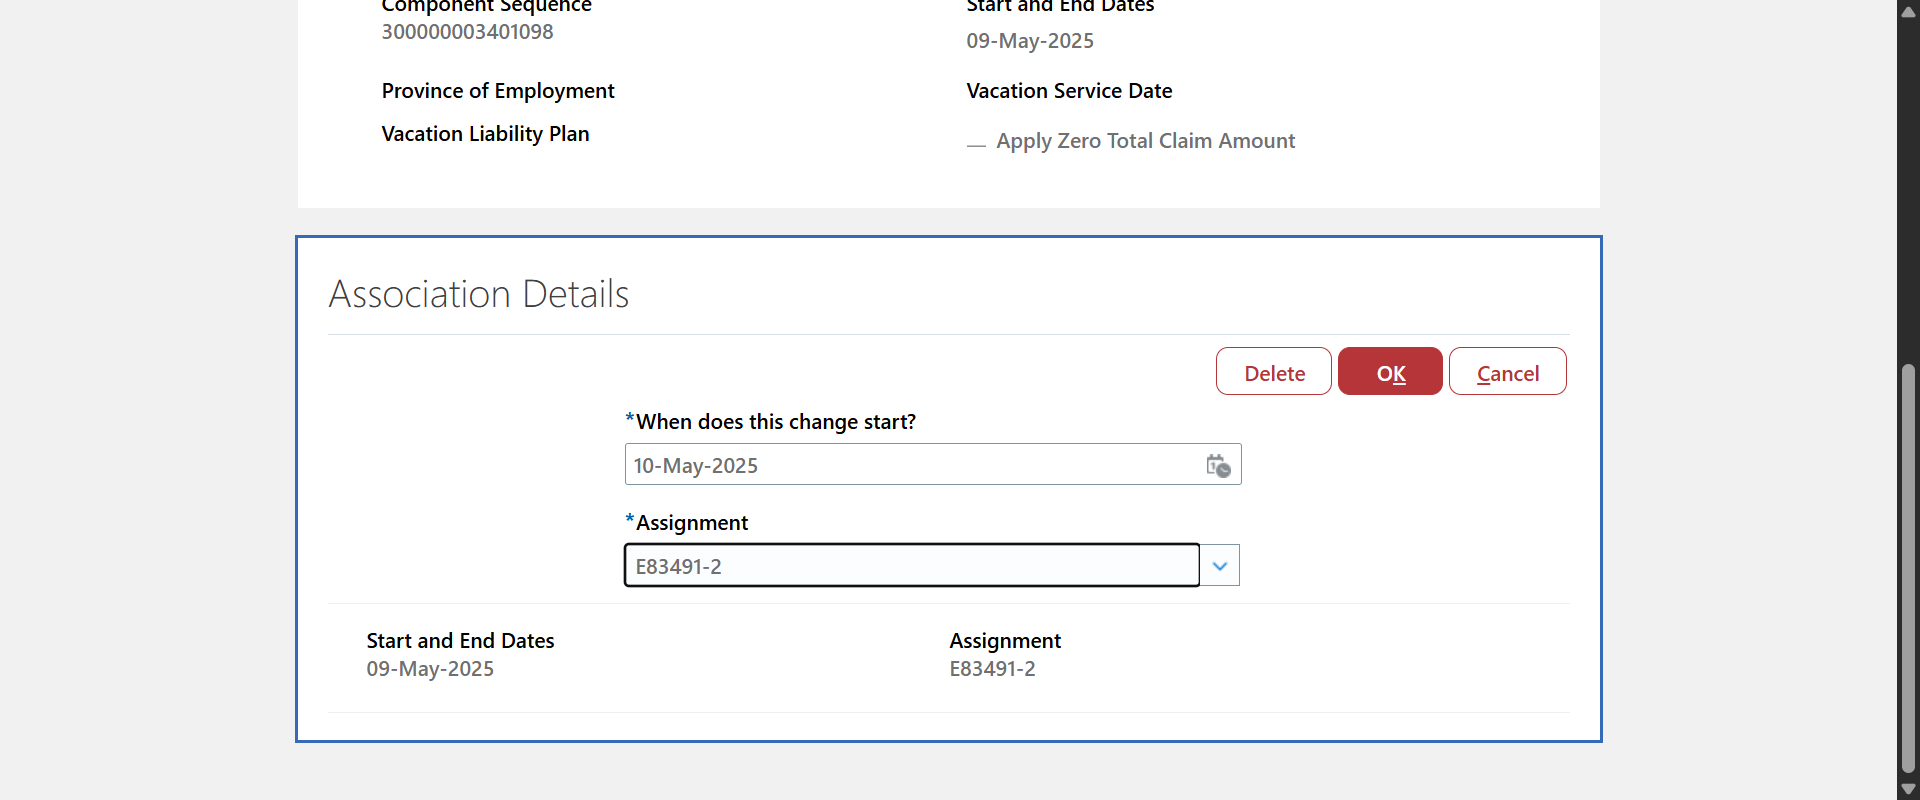 Component Sequence
300000003401098
Start and End Dates
09-May-2025
Province of Employment
Vacation Service Date
Vacation Liability Plan
Apply Zero Total Claim Amount
Association Details
Delete
OK
Cancel
*When does this change start?
10-May-2025
*Assignment
E83491-2
Start and End Dates
09-May-2025
Assignment
E83491-2